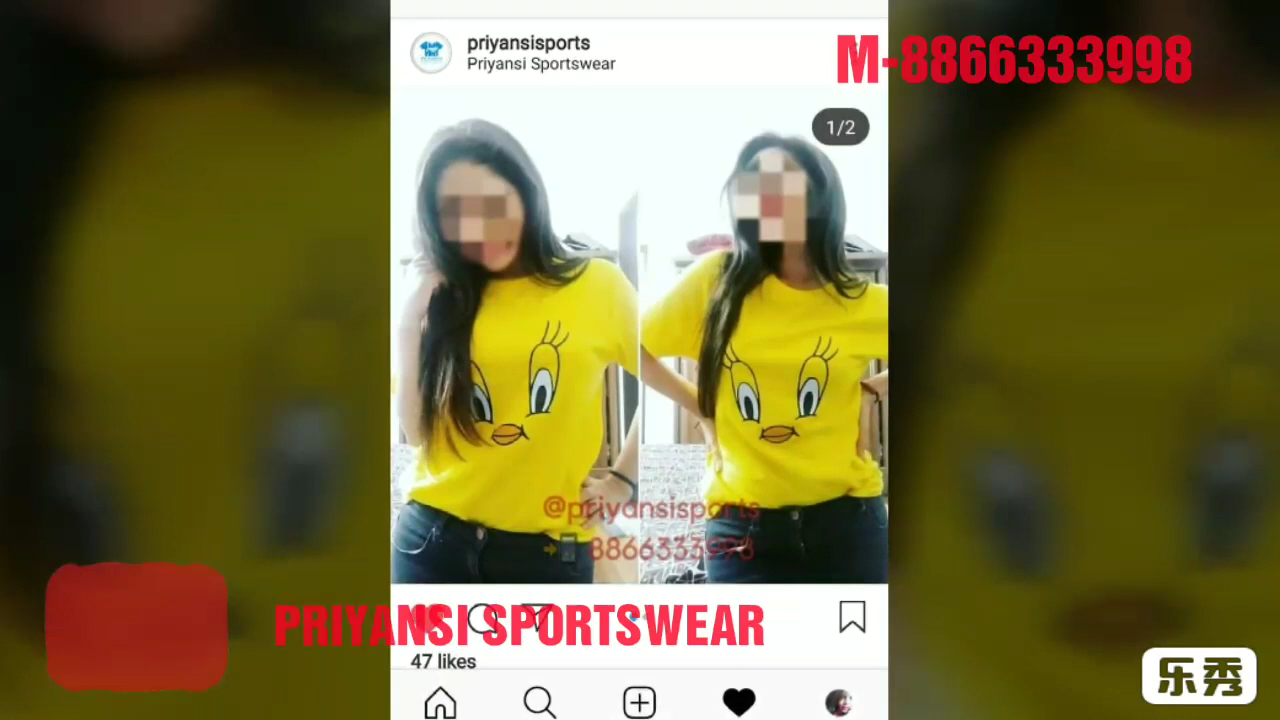 priyansisports
Priyansi Sportswear
M-8866333998
1/2
@priyansisports
8866333998
PRIYANSI SPORTSWEAR
47 likes
乐秀